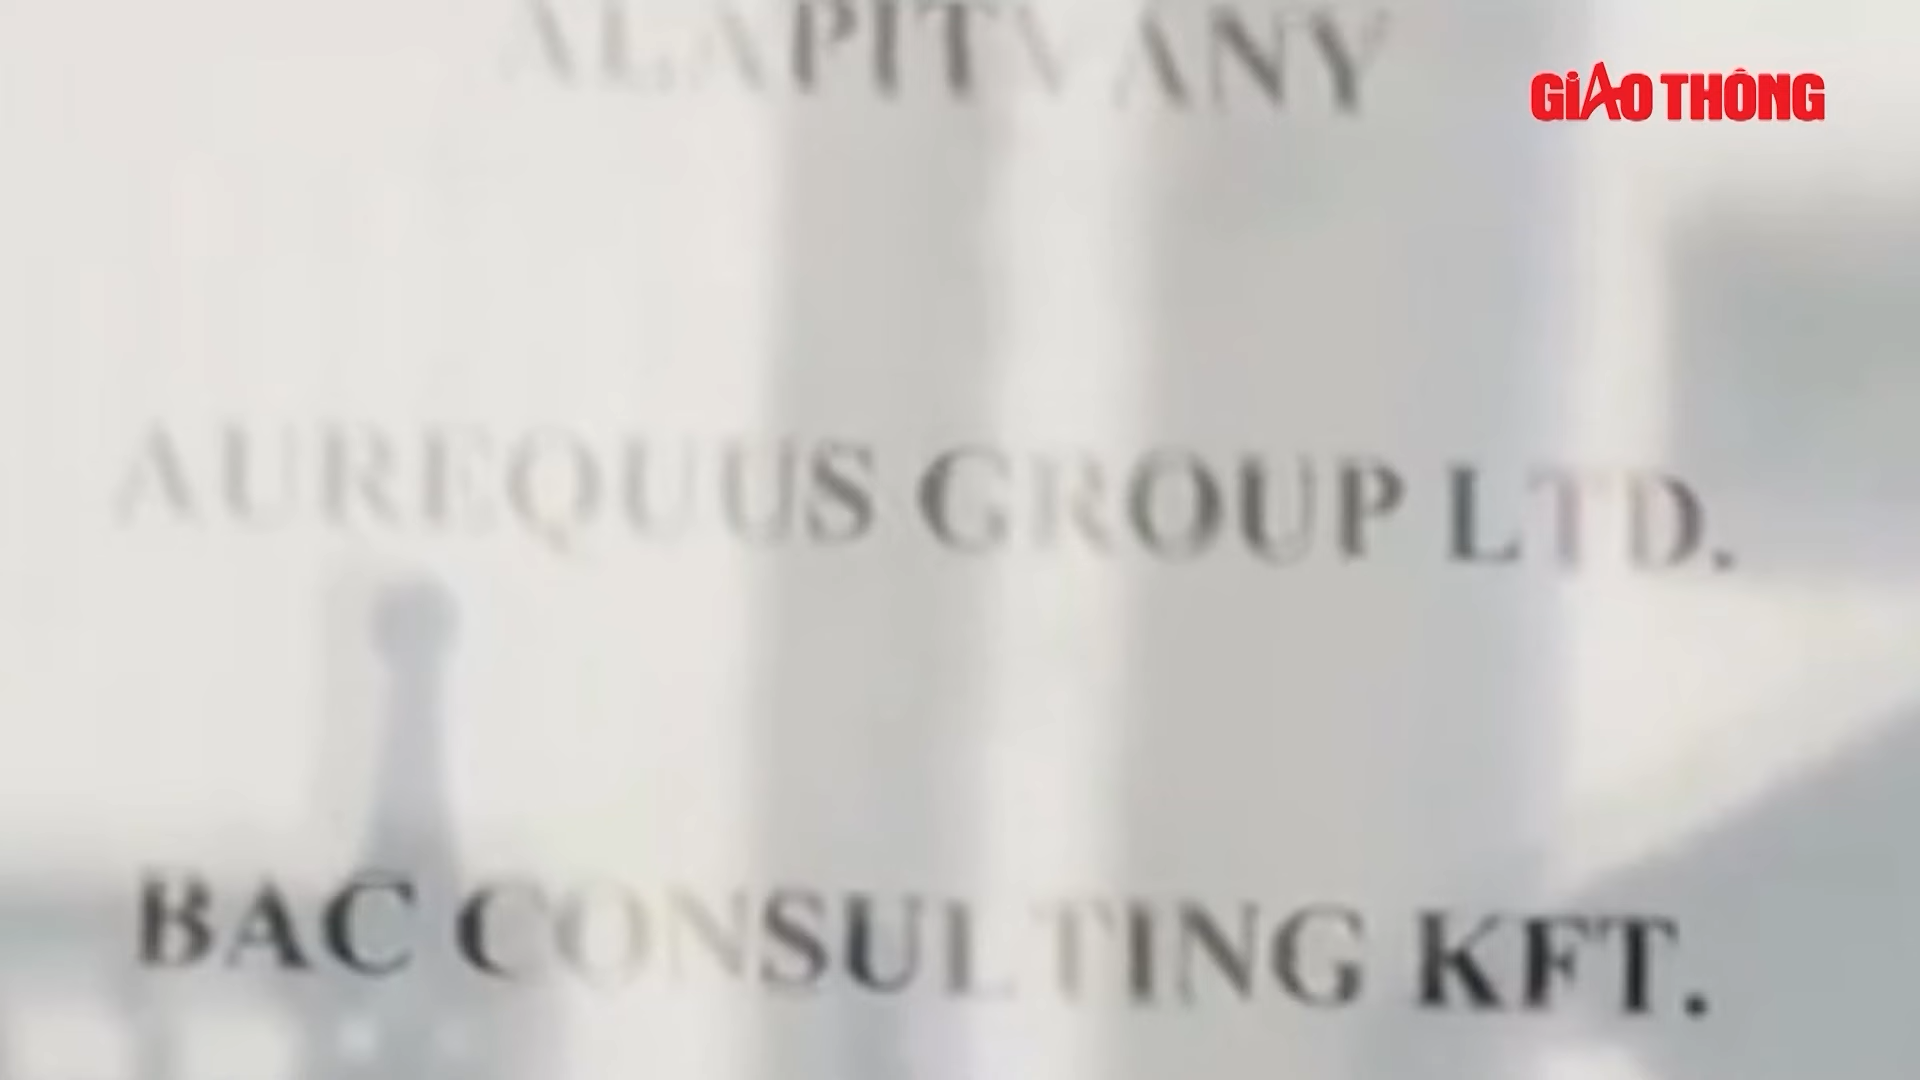 ALAPITVANY
GIAO THÔNG
AUREQUUS GROUP LTD.
BAC CONSULTING KFT.